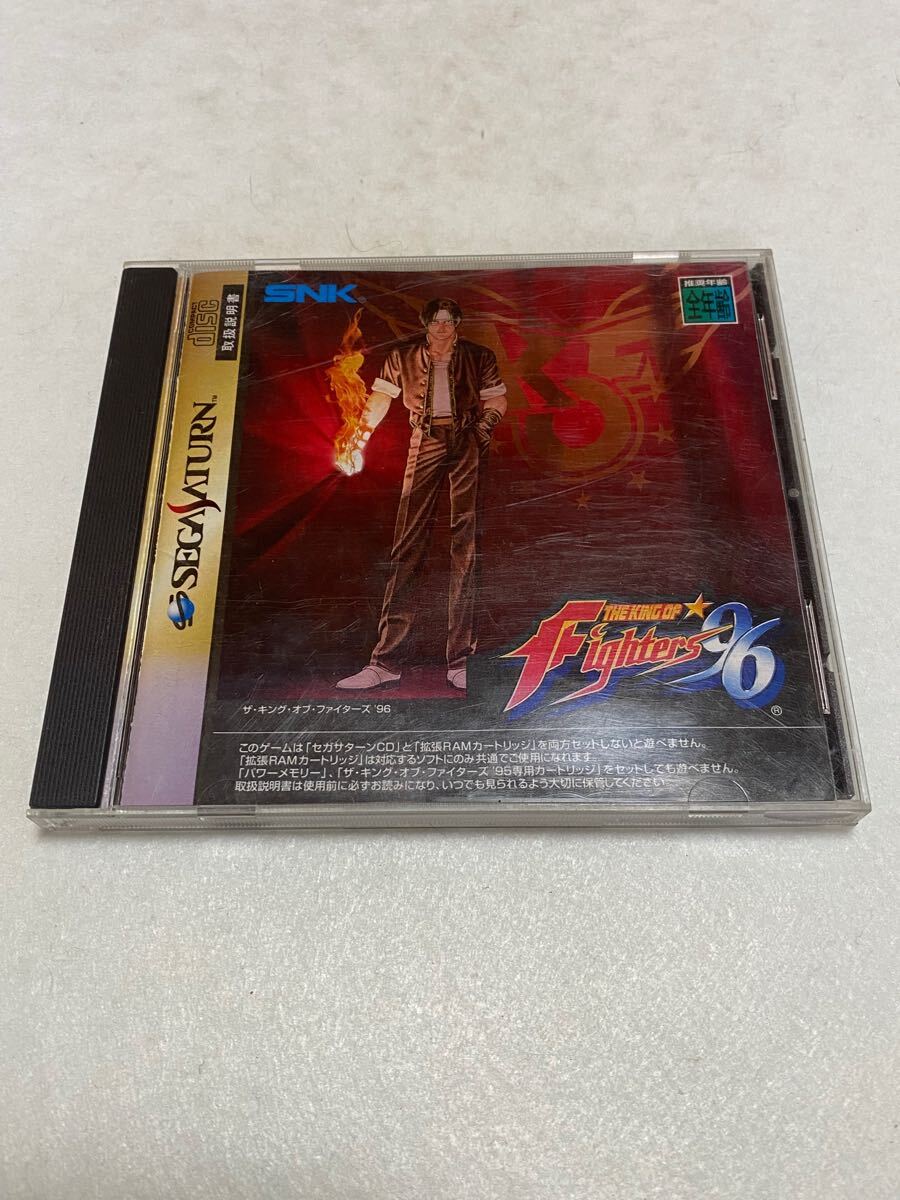 SNK®
推奨年齢
全年齢
COMPACT
disc
取扱説明書
SEGA SATURN™
THE KING OF
Fighters '96
®
ザ・キング・オブ・ファイターズ '96
このゲームは「セガサターンCD」と「拡張RAMカートリッジ」を両方セットしないと遊べません。
「拡張RAMカートリッジ」は対応するソフトにのみ共通でご使用になれます。
「パワーメモリー」、「ザ・キング・オブ・ファイターズ '95専用カートリッジ」をセットしても遊べません。
取扱説明書は使用前に必ずお読みになり、いつでも見られるよう大切に保管してください。